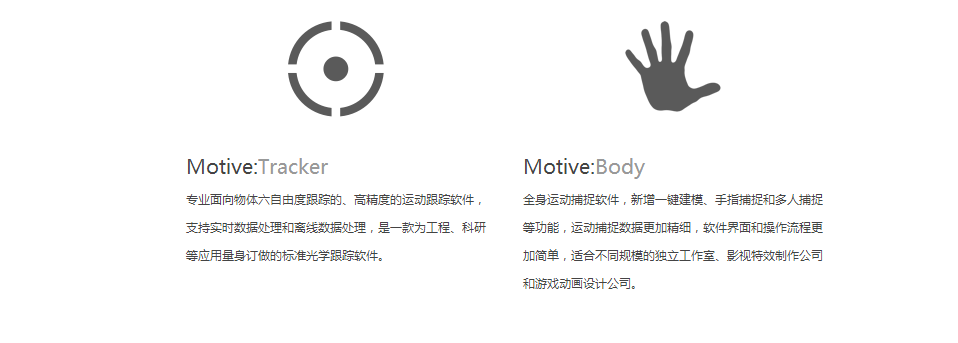 Motive:Tracker
专业面向物体六自由度跟踪的、高精度的运动跟踪软件，
支持实时数据处理和离线数据处理，是一款为工程、科研
等应用量身订做的标准光学跟踪软件。
Motive:Body
全身运动捕捉软件，新增一键建模、手指捕捉和多人捕捉
等功能，运动捕捉数据更加精细，软件界面和操作流程更
加简单，适合不同规模的独立工作室、影视特效制作公司
和游戏动画设计公司。